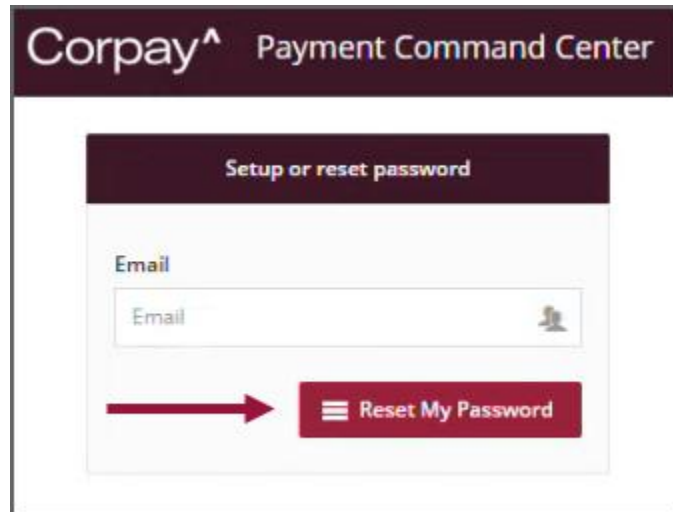 Corpay^ Payment Command Center
Setup or reset password
Email
Email
Reset My Password